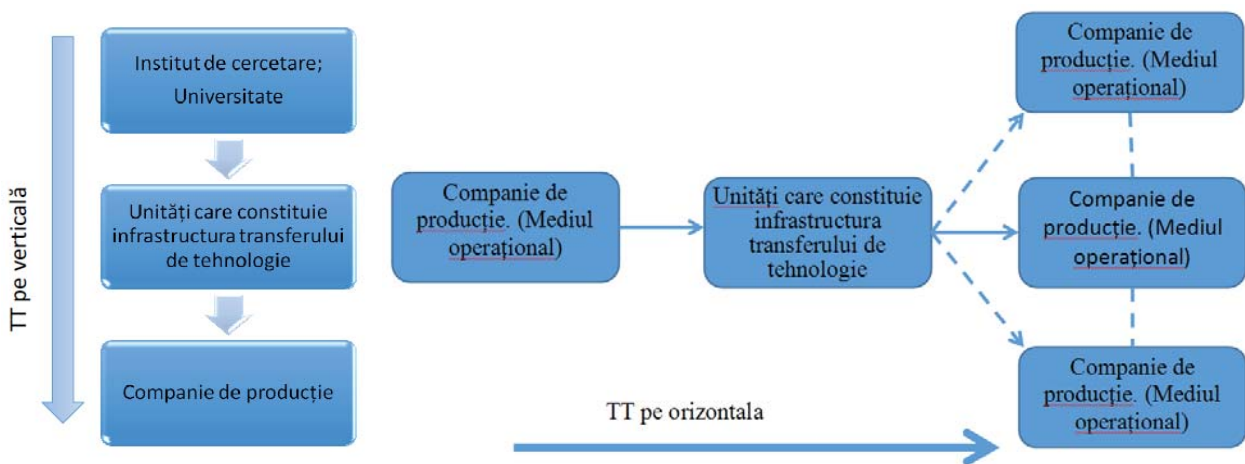 TT pe verticală
Institut de cercetare;
Universitate
Unități care constituie
infrastructura transferului
de tehnologie
Companie de producție
Companie de
producție. (Mediul
operațional)
Unități care constituie
infrastructura
transferului de
tehnologie
Companie de
producție. (Mediul
operațional)
Companie de
producție. (Mediul
operațional)
Companie de
producție. (Mediul
operațional)
TT pe orizontala